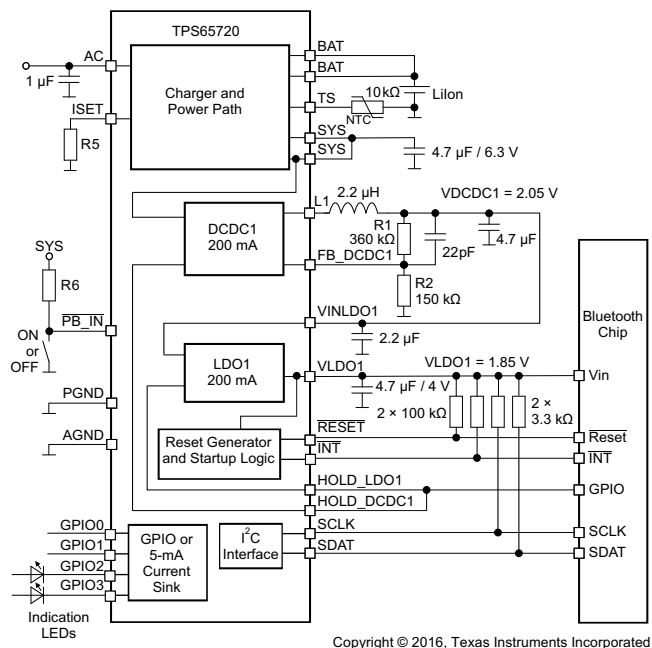 TPS65720
AC
1 µF
ISET
R5
Charger and
Power Path
BAT
BAT
TS
10kΩ
NTC
LiIon
SYS
SYS
4.7 µF / 6.3 V
DCDC1
200 mA
L1
2.2 µH
VDCDC1 = 2.05 V
R1
360 kΩ
22pF
4.7 µF
FB_DCDC1
R2
150 kΩ
SYS
R6
PB_IN
ON
or
OFF
VINLDO1
2.2 µF
LDO1
200 mA
VLDO1
VLDO1 = 1.85 V
4.7 µF / 4 V
2 × 100 kΩ
2 ×
3.3 kΩ
Bluetooth
Chip
Vin
PGND
AGND
Reset Generator
and Startup Logic
RESET
INT
Reset
INT
HOLD_LDO1
HOLD_DCDC1
GPIO
GPIO0
GPIO1
GPIO2
GPIO3
GPIO or
5-mA
Current
Sink
I2C
Interface
SCLK
SDAT
SCLK
SDAT
Indication
LEDs
Copyright © 2016, Texas Instruments Incorporated